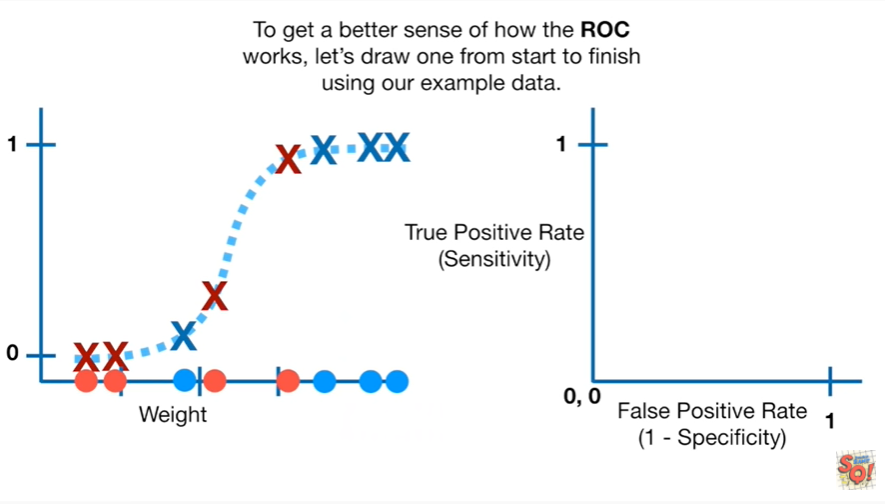 To get a better sense of how the ROC
works, let's draw one from start to finish
using our example data.
1
0
Weight
1
True Positive Rate
(Sensitivity)
0, 0
False Positive Rate
(1 - Specificity)
1
SQ!